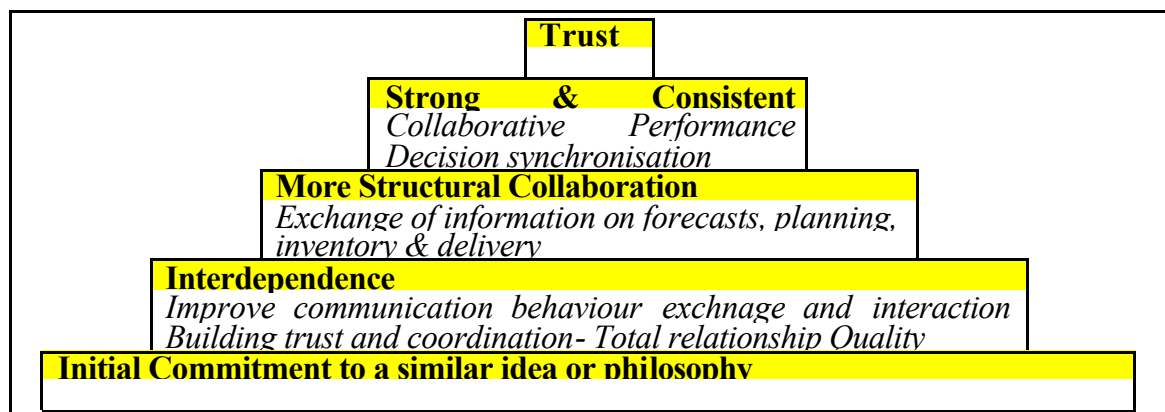 Trust
Strong & Consistent
Collaborative Performance
Decision synchronisation
More Structural Collaboration
Exchange of information on forecasts, planning,
inventory & delivery
Interdependence
Improve communication behaviour exchnage and interaction
Building trust and coordination- Total relationship Quality
Initial Commitment to a similar idea or philosophy